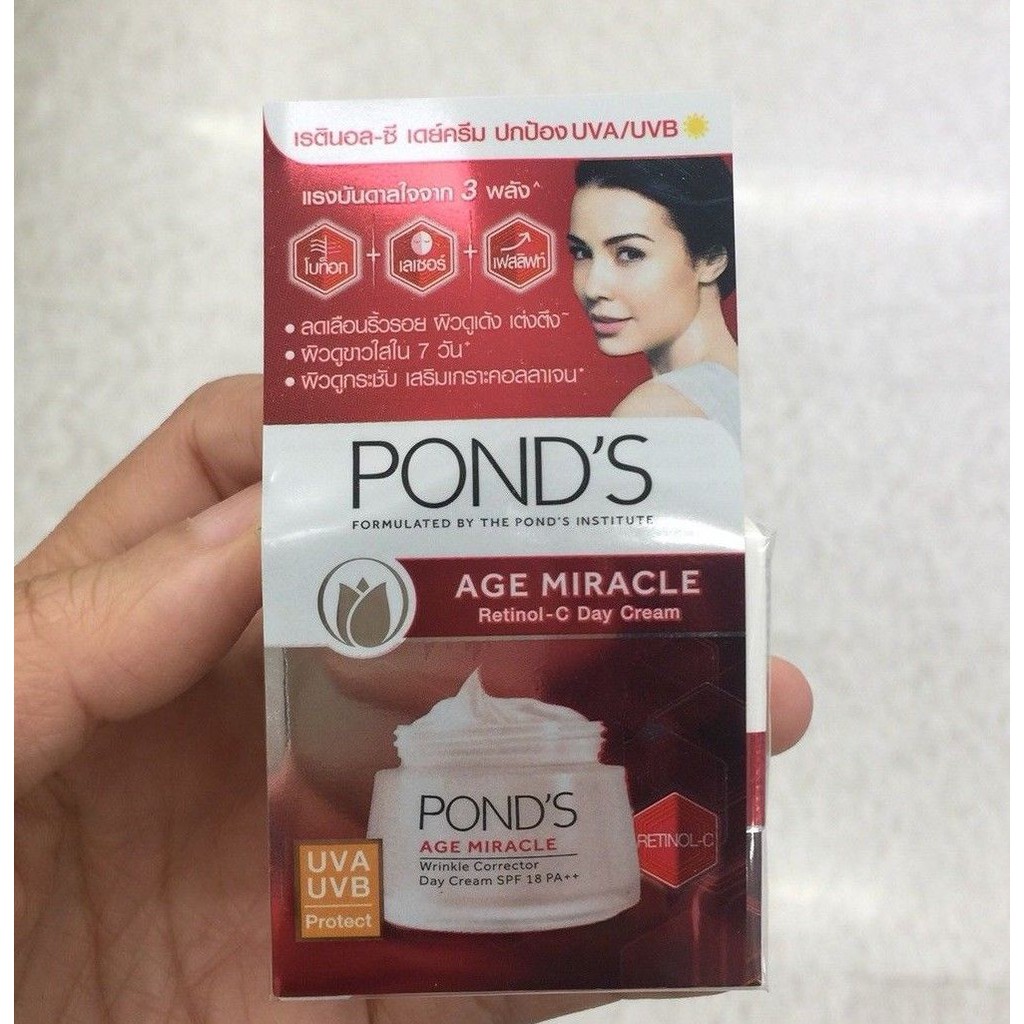 เรตินอล-ซี เดย์ครีม ปกป้อง UVA/UVB
แรงบันดาลใจจาก 3 พลัง^
โบท็อก + เลเซอร์ + เฟสลิฟท์
• ลดเลือนริ้วรอย ผิวดูเด้ง เต่งตึง~
• ผิวดูขาวใสใน 7 วัน*
• ผิวดูกระชับ เสริมเกราะคอลลาเจน*
POND'S
FORMULATED BY THE POND'S INSTITUTE
AGE MIRACLE
Retinol-C Day Cream
POND'S
AGE MIRACLE
Wrinkle Corrector
Day Cream SPF 18 PA++
RETINOL-C
UVA
UVB
Protect